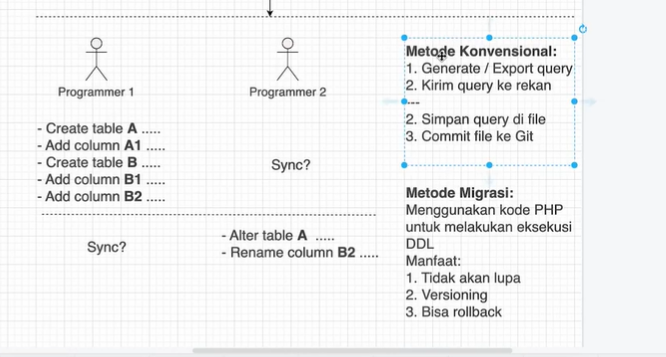 Programmer 1
- Create table A .....
- Add column A1 .....
- Create table B .....
- Add column B1 .....
- Add column B2 .....
Sync?
Programmer 2
Sync?
- Alter table A .....
- Rename column B2 .....
Metode Konvensional:
1. Generate / Export query
2. Kirim query ke rekan
---
2. Simpan query di file
3. Commit file ke Git
Metode Migrasi:
Menggunakan kode PHP
untuk melakukan eksekusi
DDL
Manfaat:
1. Tidak akan lupa
2. Versioning
3. Bisa rollback